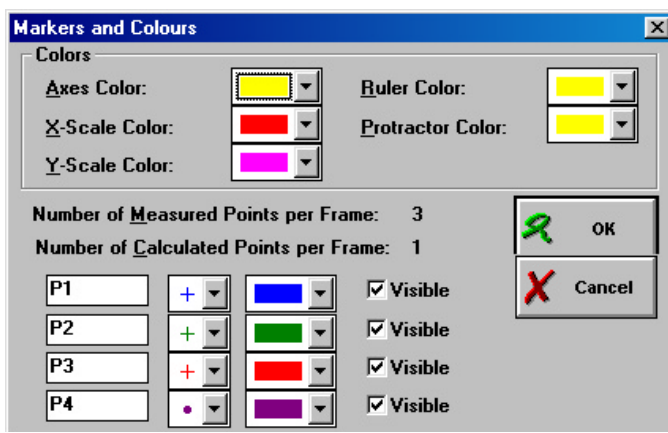 Markers and Colours
Colors
Axes Color:
Ruler Color:
X-Scale Color:
Protractor Color:
Y-Scale Color:
Number of Measured Points per Frame: 3
Number of Calculated Points per Frame: 1
OK
Cancel
P1
Visible
P2
Visible
P3
Visible
P4
Visible